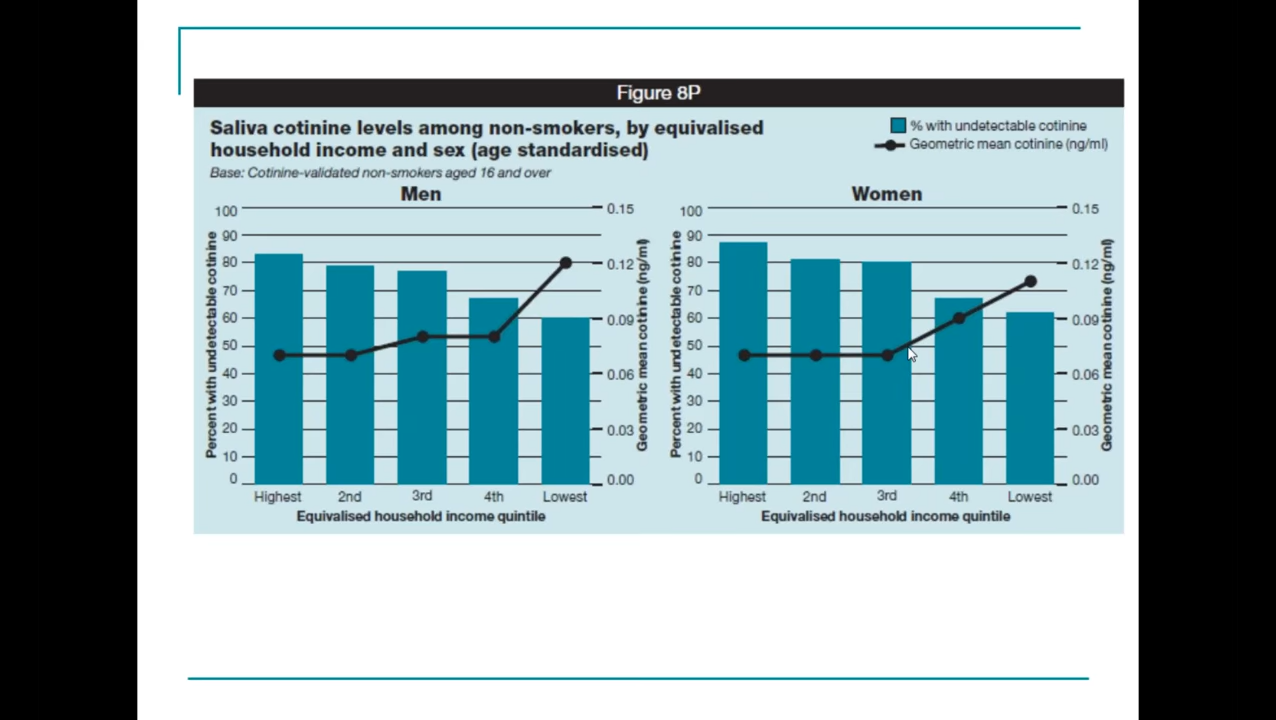 Figure 8P
Saliva cotinine levels among non-smokers, by equivalised
household income and sex (age standardised)
Base: Cotinine-validated non-smokers aged 16 and over
% with undetectable cotinine
Geometric mean cotinine (ng/ml)
Men
Percent with undetectable cotinine
100
90
80
70
60
50
40
30
20
10
0
0.15
0.12
0.09
0.06
0.03
0.00
Geometric mean cotinine (ng/ml)
Highest 2nd 3rd 4th Lowest
Equivalised household income quintile
Women
Percent with undetectable cotinine
100
90
80
70
60
50
40
30
20
10
0
0.15
0.12
0.09
0.06
0.03
0.00
Geometric mean cotinine (ng/ml)
Highest 2nd 3rd 4th Lowest
Equivalised household income quintile